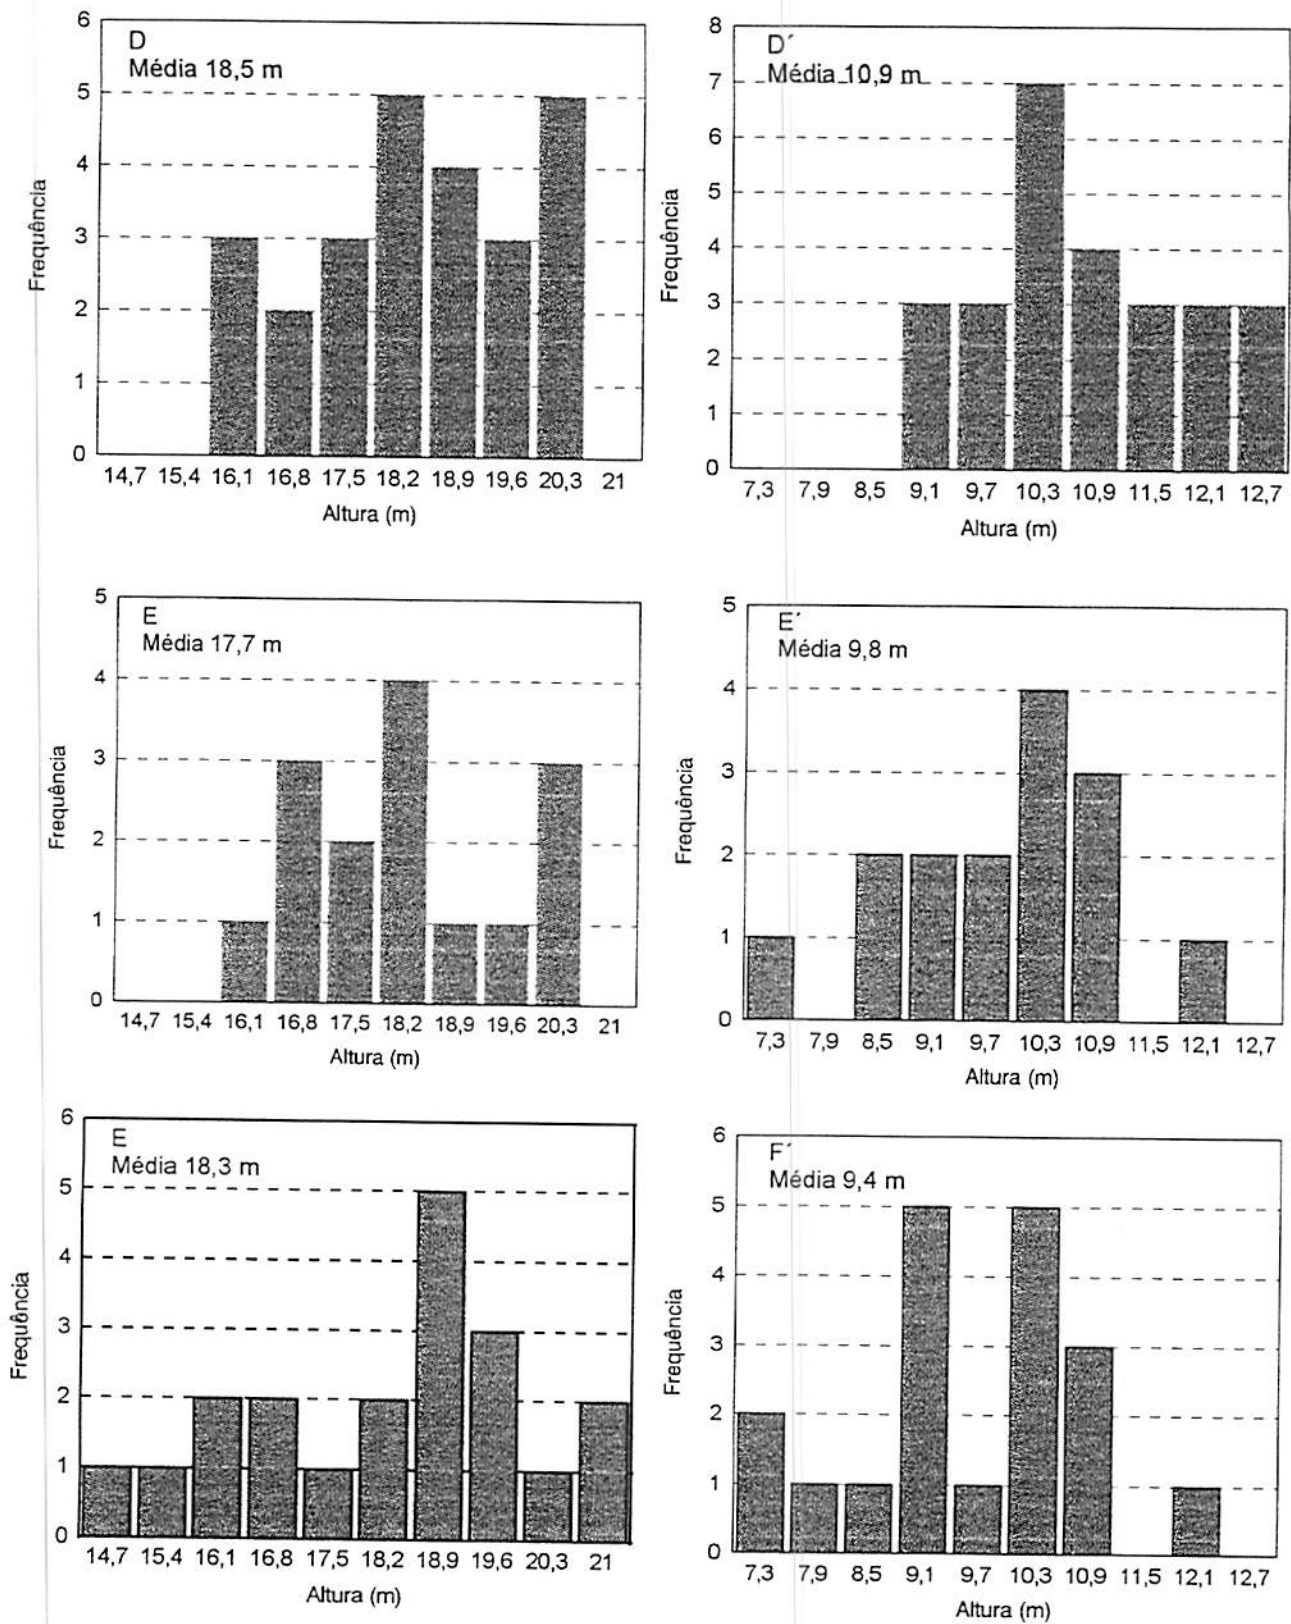 D
Média 18,5 m
6
5
4
3
2
1
0
Frequência
14,7 15,4 16,1 16,8 17,5 18,2 18,9 19,6 20,3 21
Altura (m)
D´
Média 10,9 m
8
7
6
5
4
3
2
1
0
Frequência
7,3 7,9 8,5 9,1 9,7 10,3 10,9 11,5 12,1 12,7
Altura (m)
E
Média 17,7 m
5
4
3
2
1
0
Frequência
14,7 15,4 16,1 16,8 17,5 18,2 18,9 19,6 20,3 21
Altura (m)
E´
Média 9,8 m
5
4
3
2
1
0
Frequência
7,3 7,9 8,5 9,1 9,7 10,3 10,9 11,5 12,1 12,7
Altura (m)
E
Média 18,3 m
6
5
4
3
2
1
0
Frequência
14,7 15,4 16,1 16,8 17,5 18,2 18,9 19,6 20,3 21
Altura (m)
F´
Média 9,4 m
6
5
4
3
2
1
0
Frequência
7,3 7,9 8,5 9,1 9,7 10,3 10,9 11,5 12,1 12,7
Altura (m)